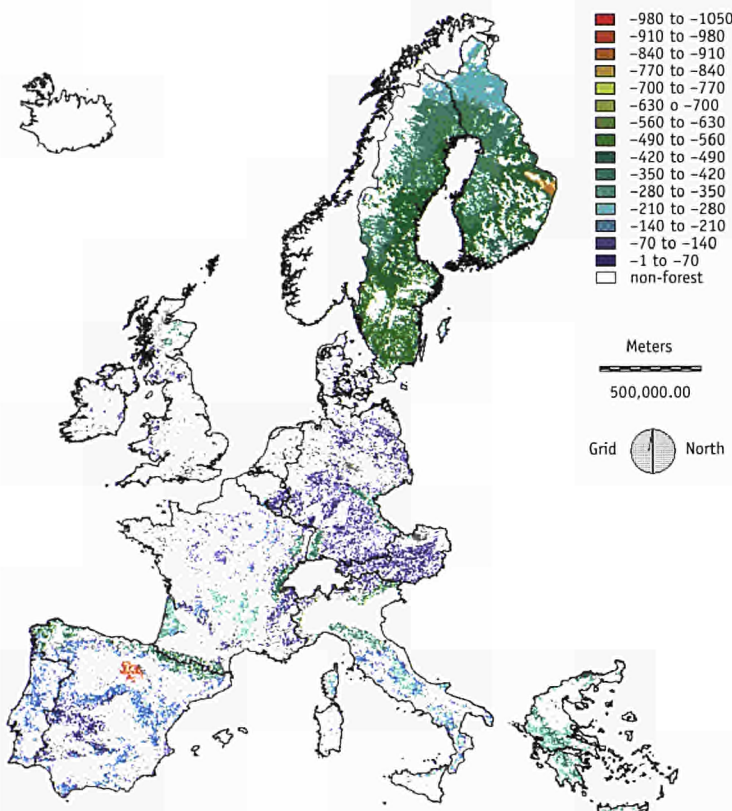 -980 to -1050
-910 to -980
-840 to -910
-770 to -840
-700 to -770
-630 o -700
-560 to -630
-490 to -560
-420 to -490
-350 to -420
-280 to -350
-210 to -280
-140 to -210
-70 to -140
-1 to -70
non-forest
Meters
500,000.00
Grid North